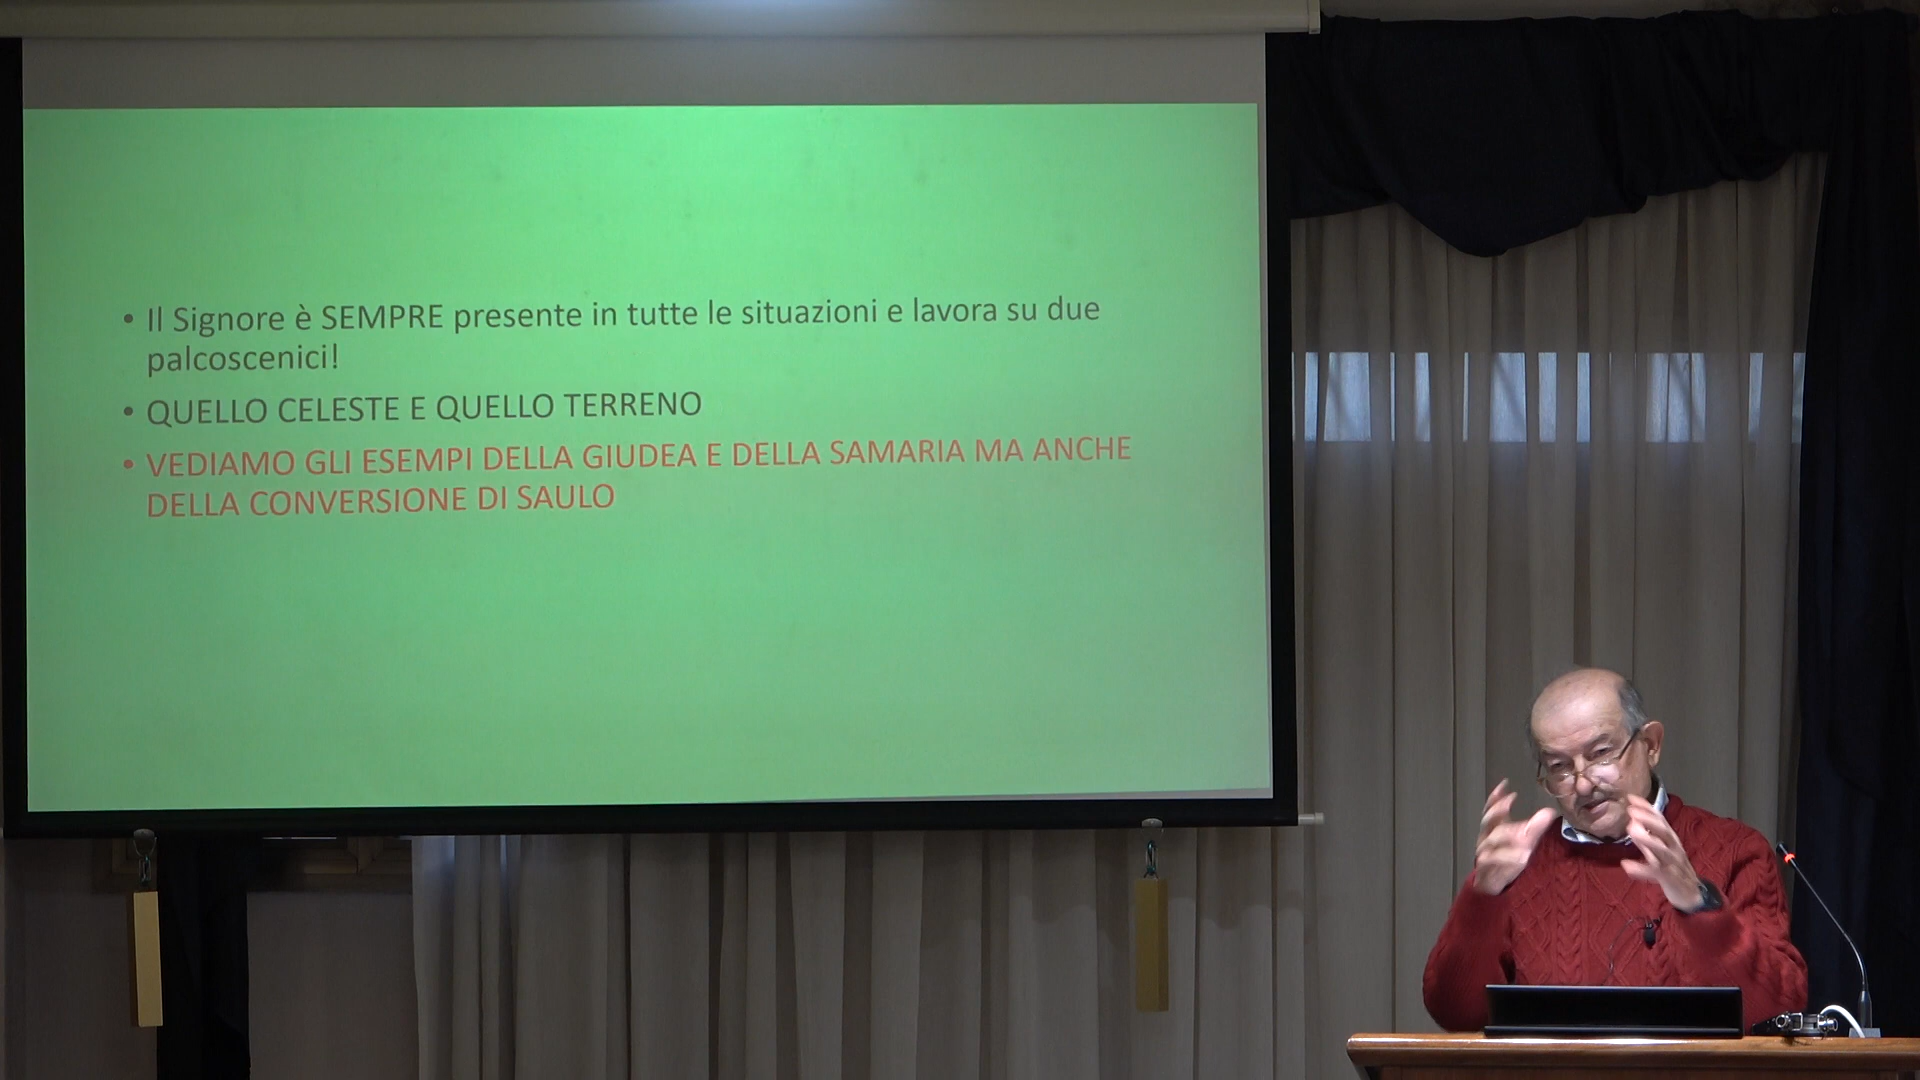 • Il Signore è SEMPRE presente in tutte le situazioni e lavora su due
palcoscenici!
• QUELLO CELESTE E QUELLO TERRENO
• VEDIAMO GLI ESEMPI DELLA GIUDEA E DELLA SAMARIA MA ANCHE
DELLA CONVERSIONE DI SAULO